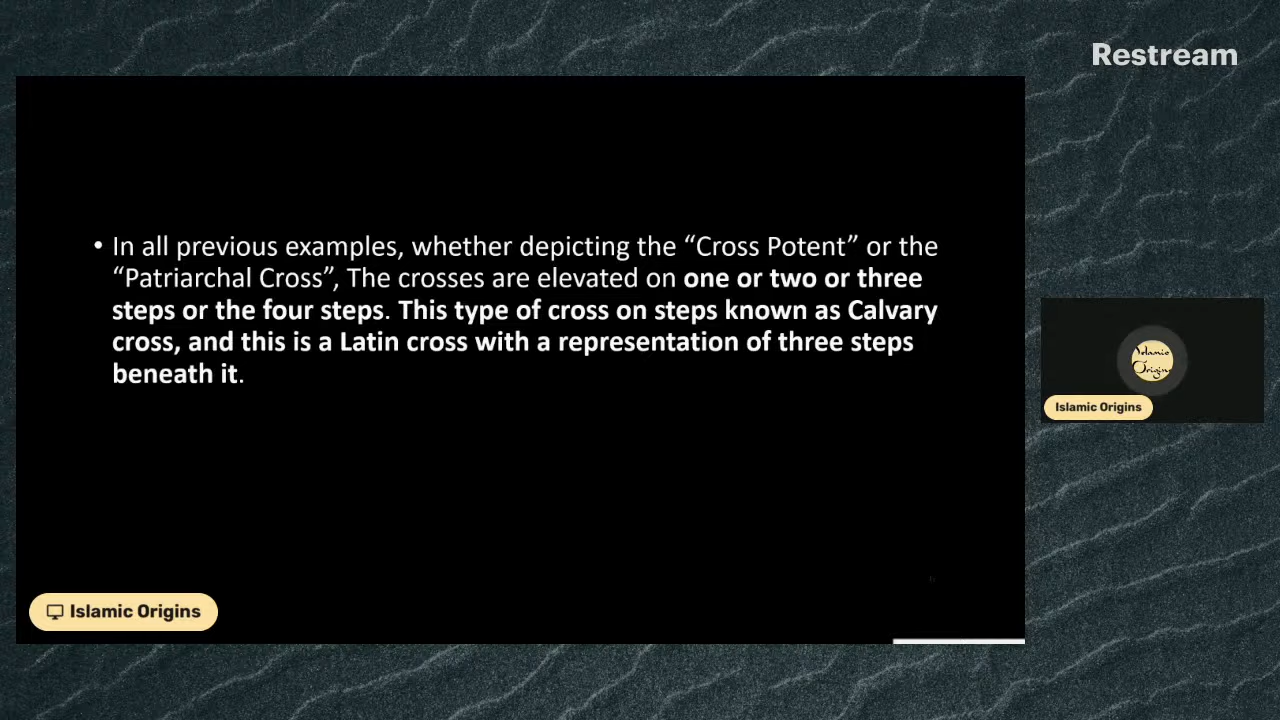 Restream
• In all previous examples, whether depicting the “Cross Potent” or the
“Patriarchal Cross”, The crosses are elevated on one or two or three
steps or the four steps. This type of cross on steps known as Calvary
cross, and this is a Latin cross with a representation of three steps
beneath it.
Islamic
Origins
Islamic Origins
Islamic Origins